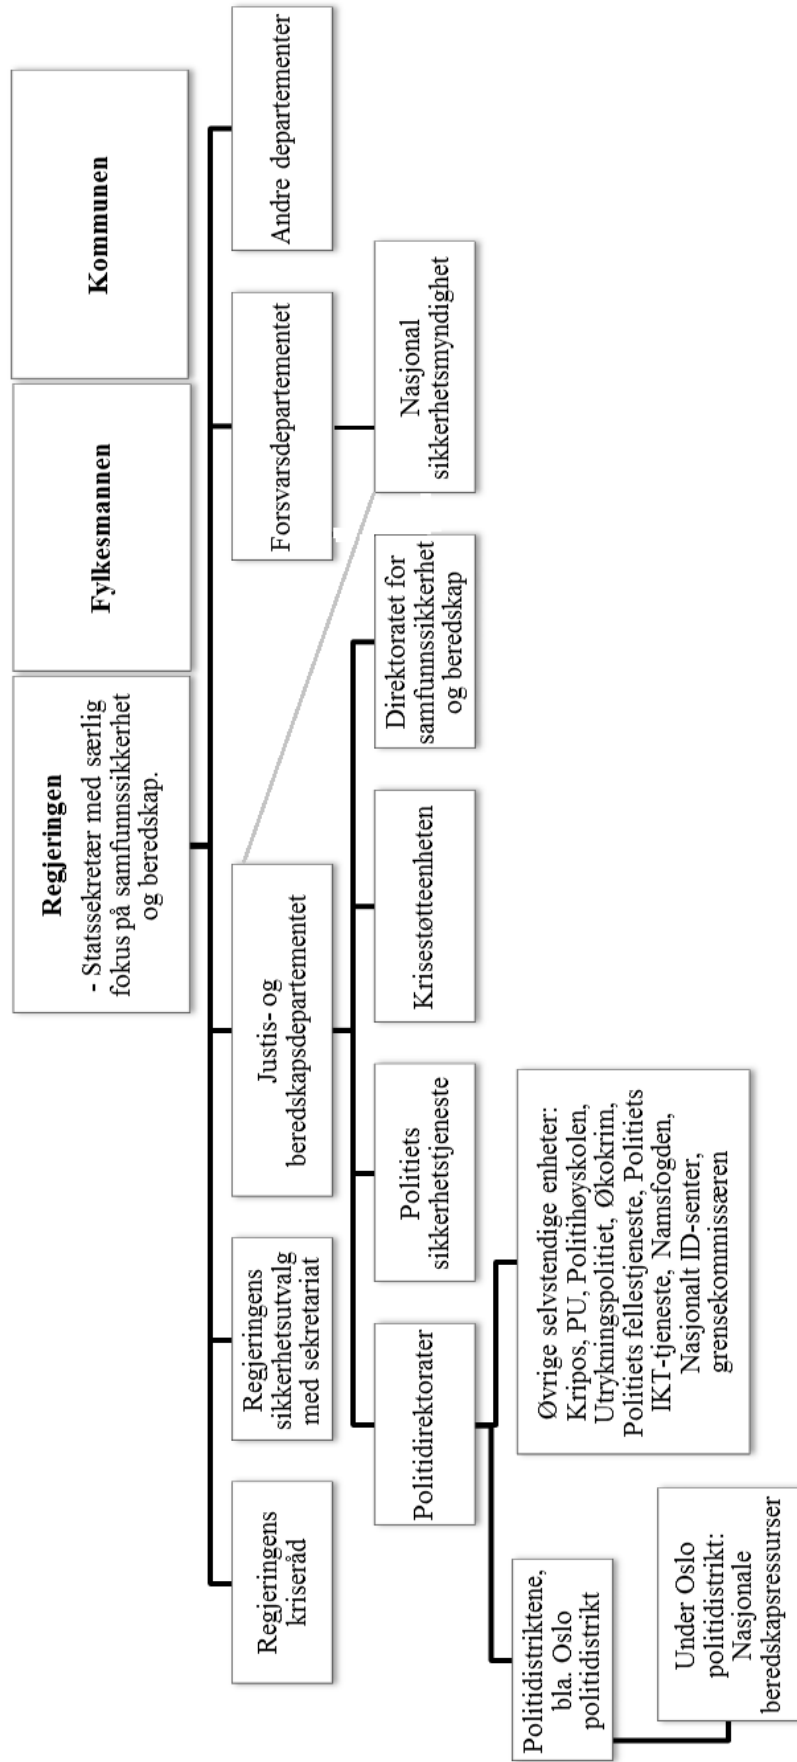 Regjeringen
- Statssekretær med særlig
fokus på samfunnssikkerhet
og beredskap.
Fylkesmannen
Kommunen
Regjeringens
kriseråd
Regjeringens
sikkerhetsutvalg
med sekretariat
Justis- og
beredskapsdepartementet
Forsvarsdepartementet
Andre departementer
Politidirektorater
Politiets
sikkerhetstjeneste
Krisestøtteenheten
Direktoratet for
samfunnssikkerhet
og beredskap
Nasjonal
sikkerhetsmyndighet
Politidistriktene,
bla. Oslo
politidistrikt
Øvrige selvstendige enheter:
Kripos, PU, Politihøyskolen,
Utrykningspolitiet, Økokrim,
Politiets fellestjeneste, Politiets
IKT-tjeneste, Namsfogden,
Nasjonalt ID-senter,
grensekommissæren
Under Oslo
politidistrikt:
Nasjonale
beredskapsressurser